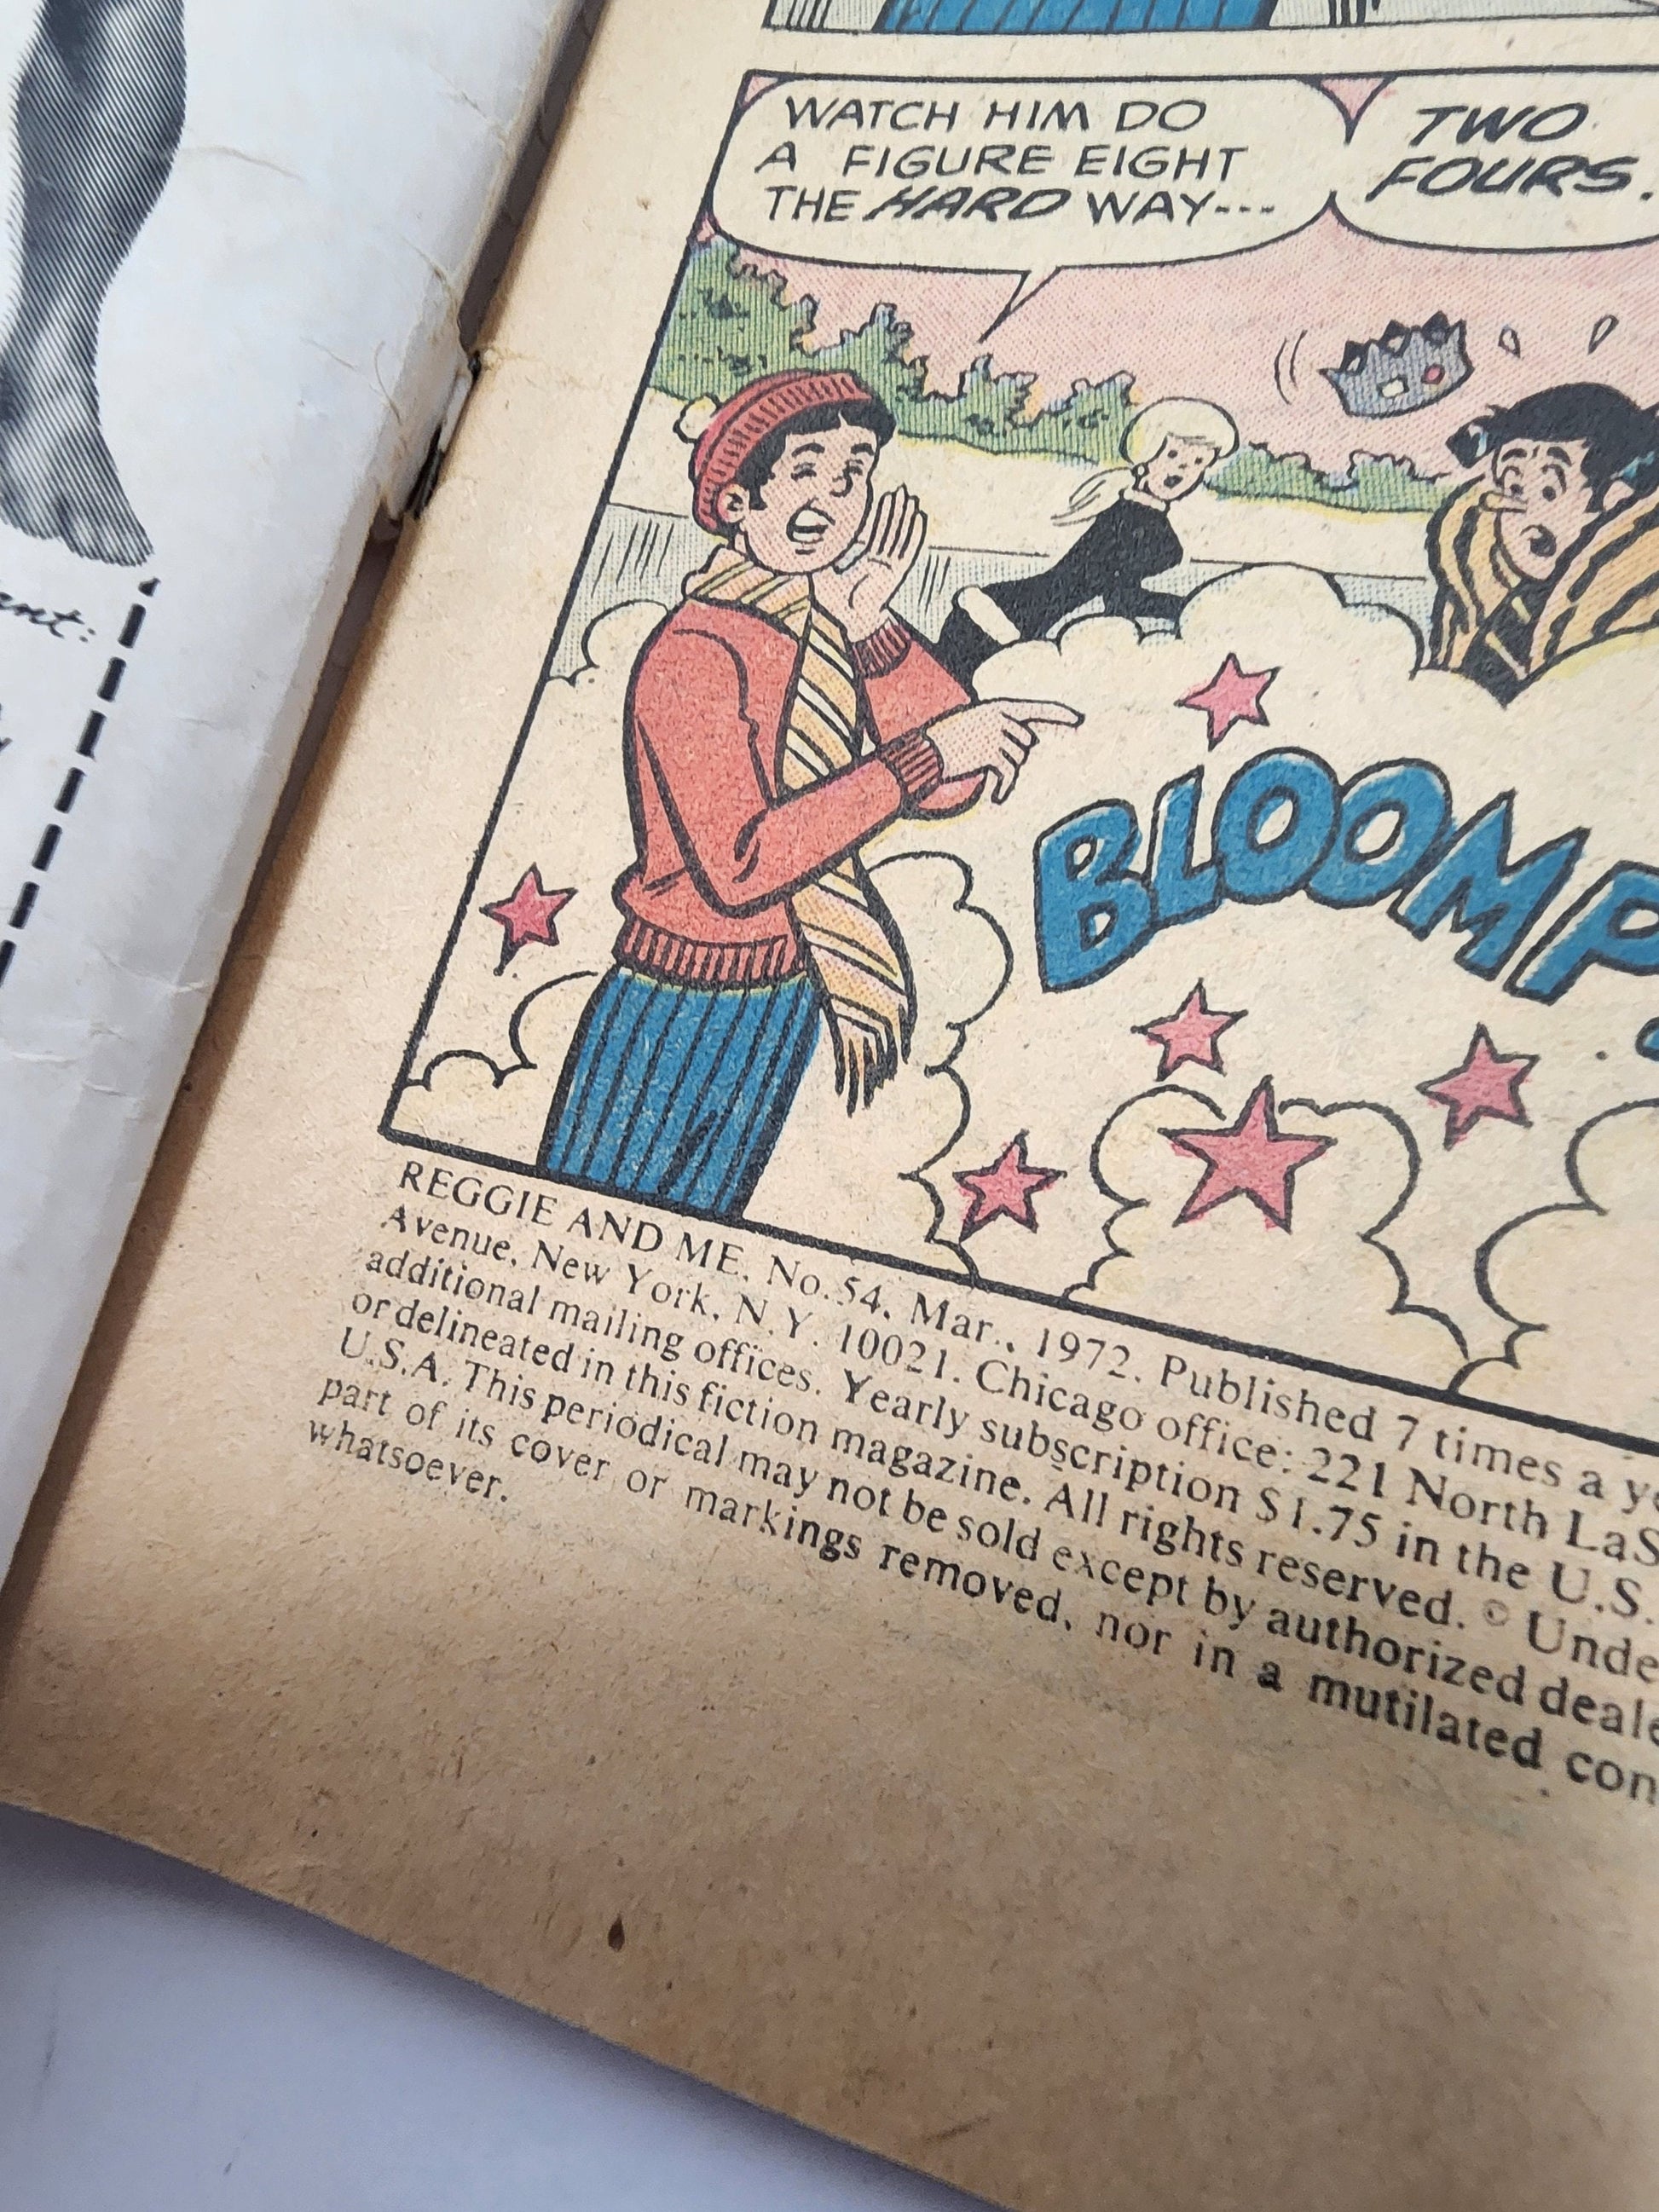 WATCH HIM DO
A FIGURE EIGHT
THE HARD WAY---
TWO
FOURS.
ent:
BLOOMP
REGGIE AND ME, No. 54, Mar., 1972. Published 7 times a ye
Avenue, New York, N.Y. 10021. Chicago office: 221 North LaS
additional mailing offices. Yearly subscription $1.75 in the U.S.
or delineated in this fiction magazine. All rights reserved. © Unde
U.S.A. This periodical may not be sold except by authorized deale
part of its cover or markings removed, nor in a mutilated con
whatsoever.